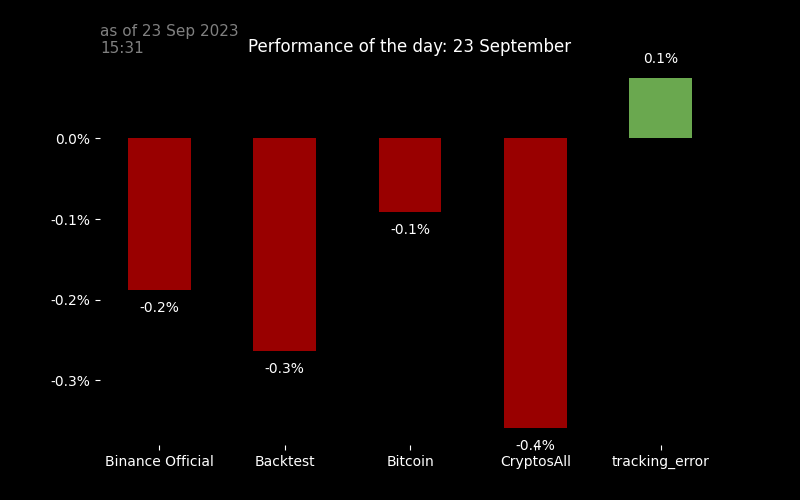 as of 23 Sep 2023
15:31
Performance of the day: 23 September
0.1%
0.0%
-0.1%
-0.2%
-0.3%
-0.2%
-0.3%
-0.1%
-0.4%
Binance Official
Backtest
Bitcoin
CryptosAll
tracking_error